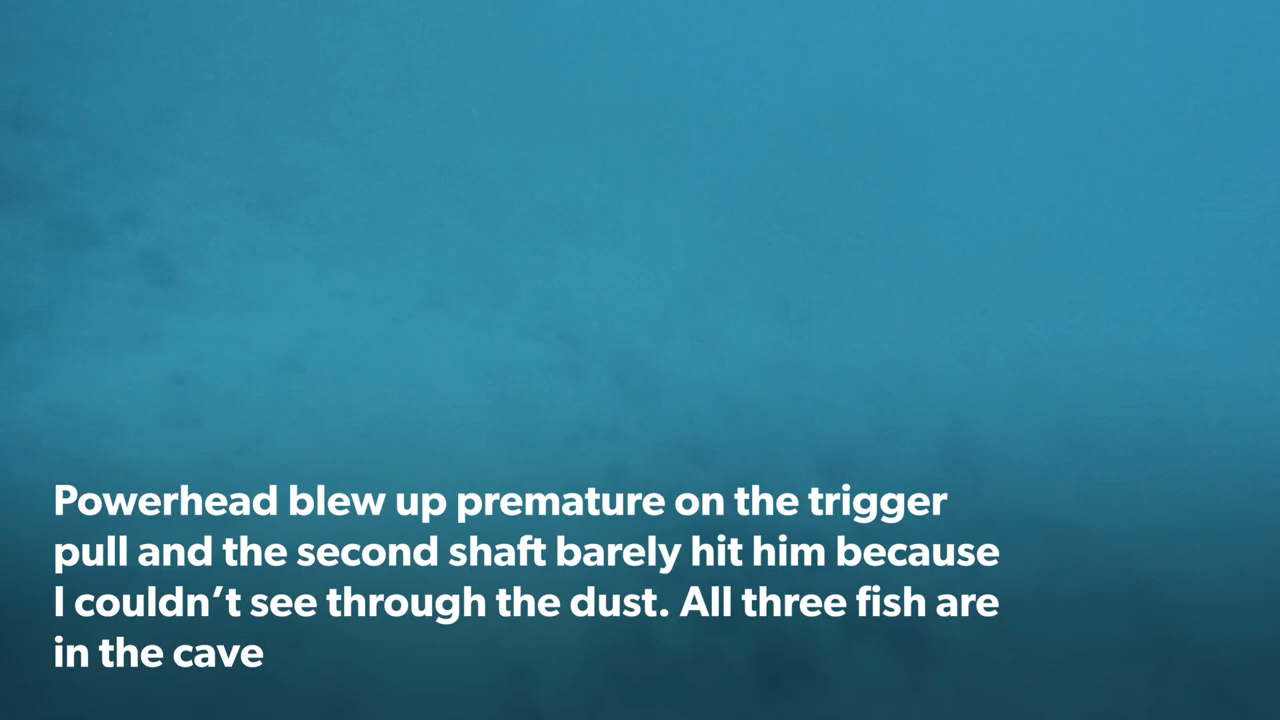 Powerhead blew up premature on the trigger
pull and the second shaft barely hit him because
I couldn’t see through the dust. All three fish are
in the cave